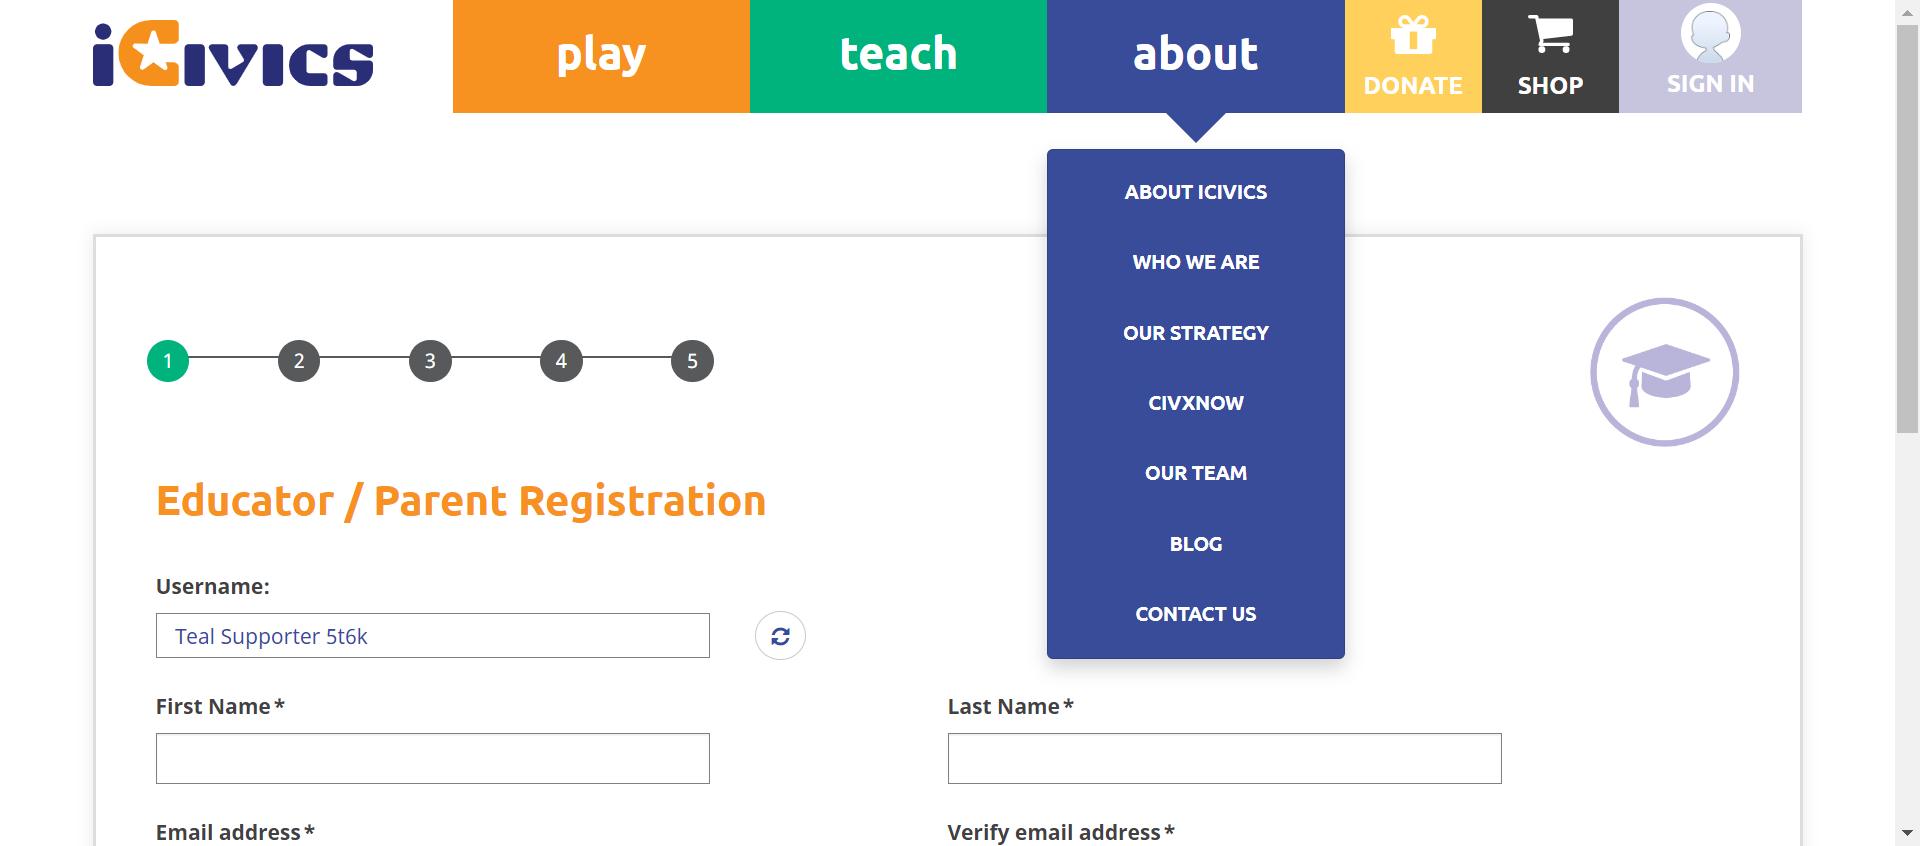 iCivics
play
teach
about
DONATE
SHOP
SIGN IN
ABOUT ICIVICS
WHO WE ARE
OUR STRATEGY
CIVXNOW
OUR TEAM
BLOG
CONTACT US
1 2 3 4 5
Educator / Parent Registration
Username:
Teal Supporter 5t6k
First Name*
Last Name*
Email address*
Verify email address*